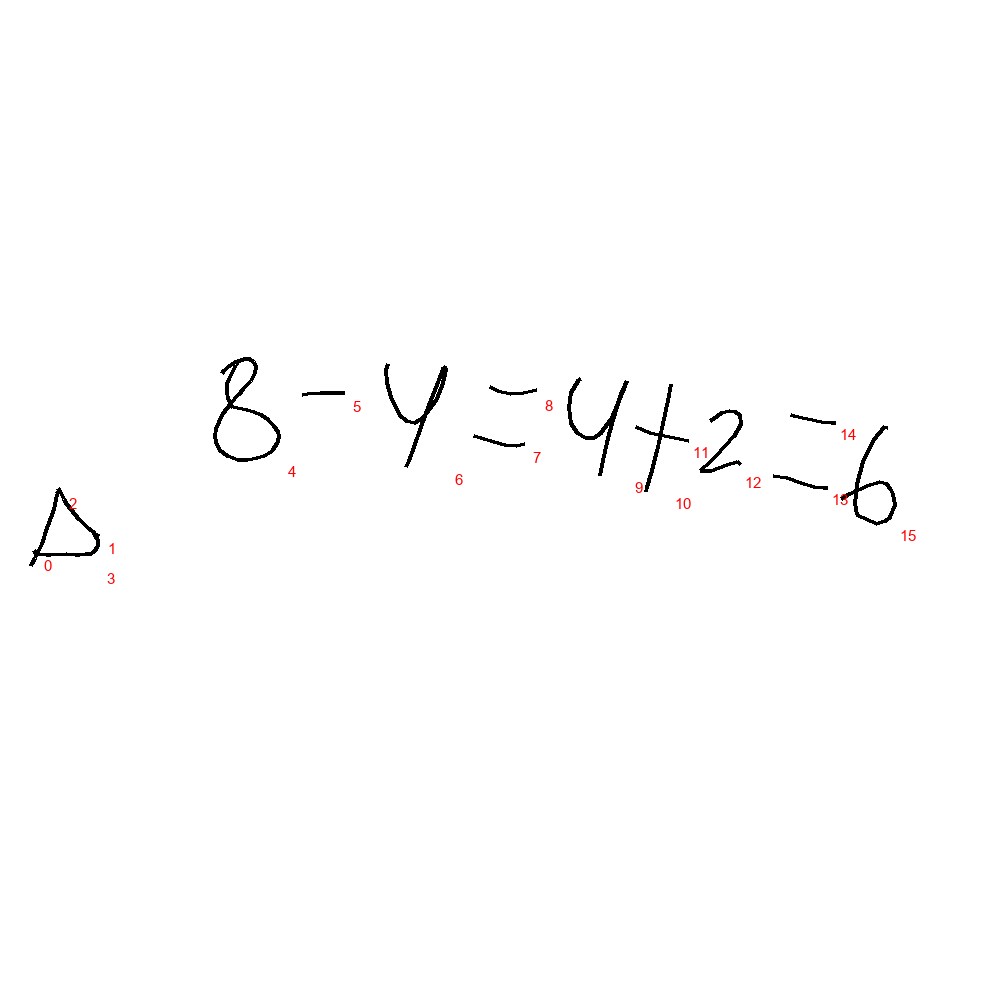 8 - 4 = 4 + 2 = 6